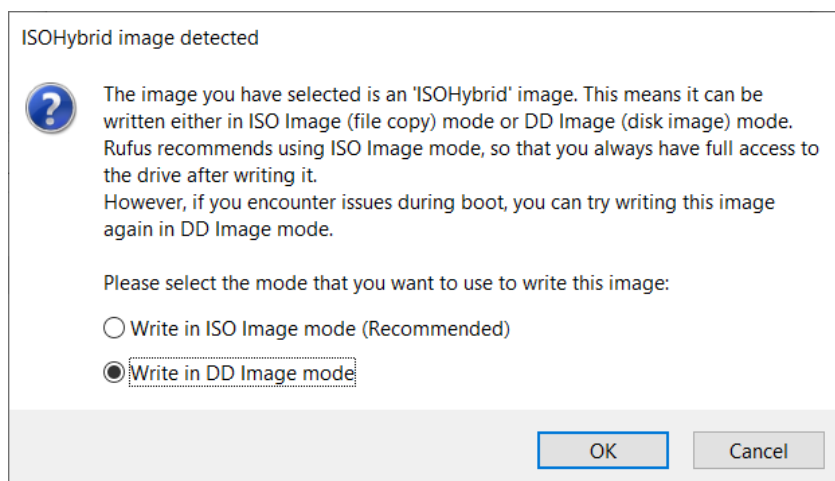 ISOHybrid image detected
The image you have selected is an 'ISOHybrid' image. This means it can be
written either in ISO Image (file copy) mode or DD Image (disk image) mode.
Rufus recommends using ISO Image mode, so that you always have full access to
the drive after writing it.
However, if you encounter issues during boot, you can try writing this image
again in DD Image mode.
Please select the mode that you want to use to write this image:
Write in ISO Image mode (Recommended)
Write in DD Image mode
OK
Cancel